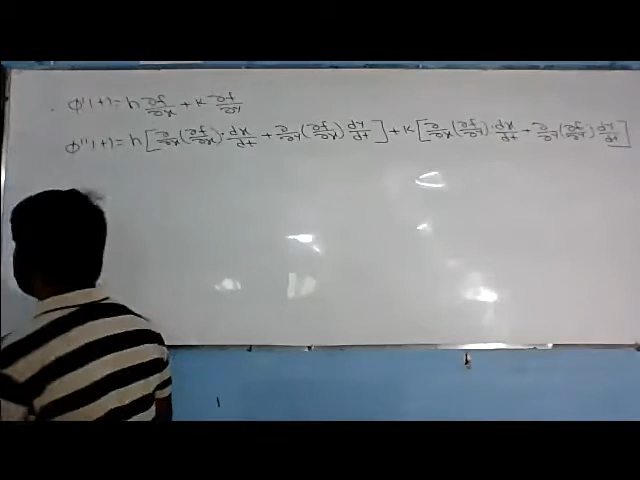 φ'(t) = h ∂f/∂x + k ∂f/∂y
φ''(t) = h[∂/∂x(∂f/∂x)·dx/dt + ∂/∂y(∂f/∂x)dy/dt] + k[∂/∂x(∂f/∂y)·dx/dt + ∂/∂y(∂f/∂y)dy/dt]